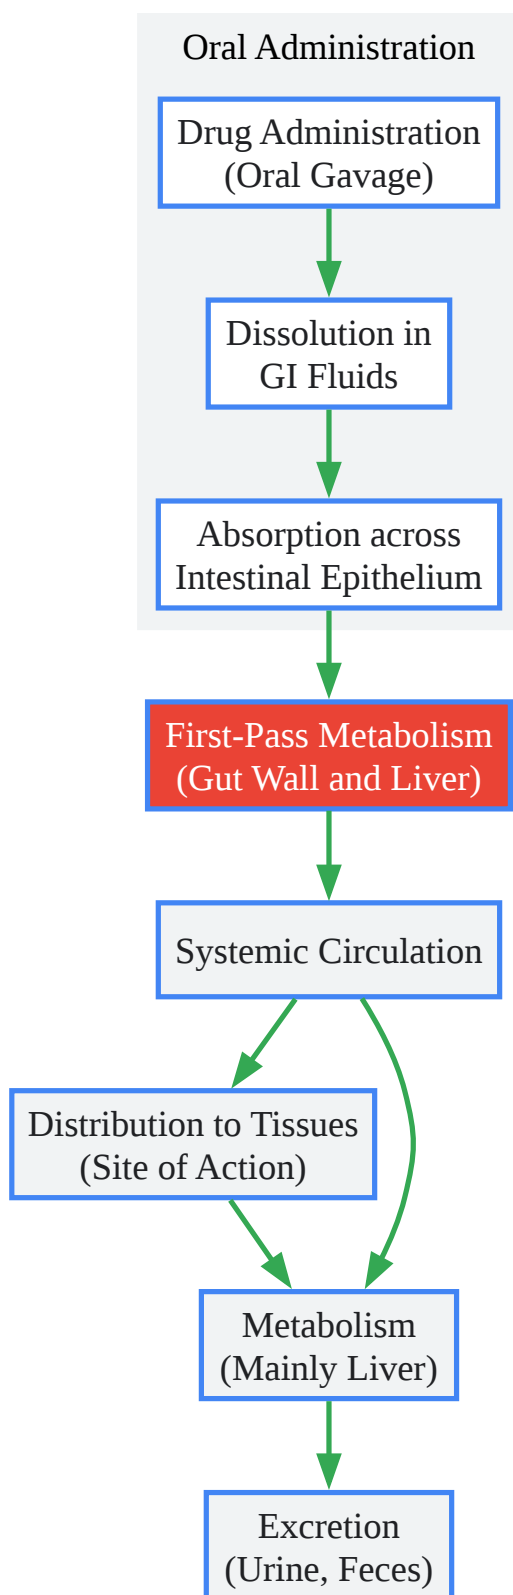 Oral Administration
Drug Administration
(Oral Gavage)
Dissolution in
GI Fluids
Absorption across
Intestinal Epithelium
First-Pass Metabolism
(Gut Wall and Liver)
Systemic Circulation
Distribution to Tissues
(Site of Action)
Metabolism
(Mainly Liver)
Excretion
(Urine, Feces)